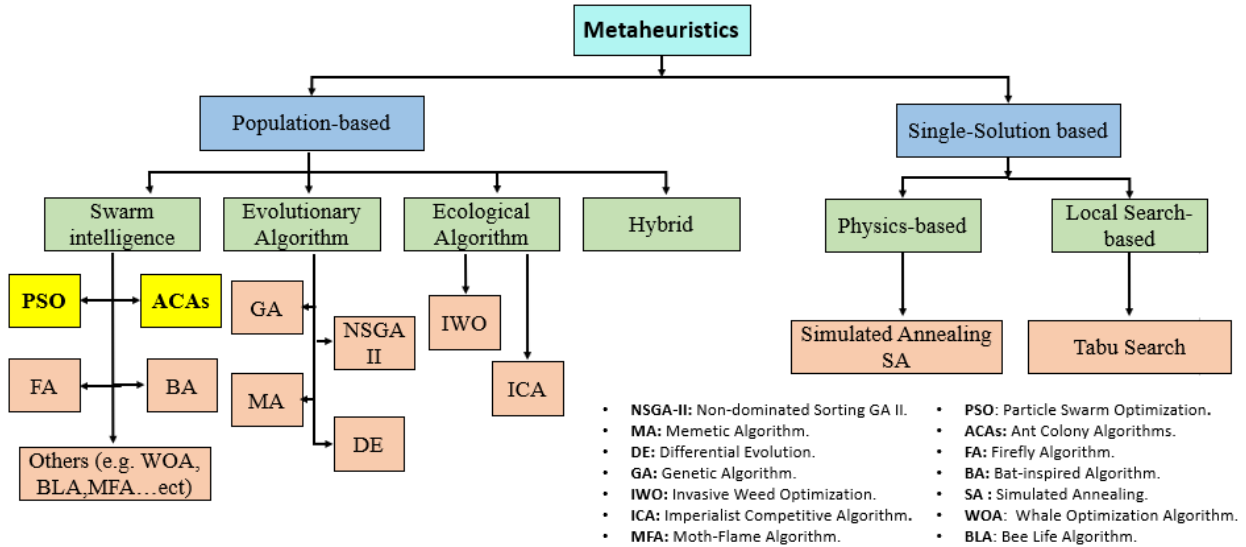 Metaheuristics
Population-based
Single-Solution based
Swarm
intelligence
Evolutionary
Algorithm
Ecological
Algorithm
Hybrid
Physics-based
Local Search-
based
PSO
ACAs
GA
NSGA
II
IWO
Simulated Annealing
SA
Tabu Search
FA
BA
MA
ICA
DE
Others (e.g. WOA,
BLA,MFA…ect)
• NSGA-II: Non-dominated Sorting GA II.
• MA: Memetic Algorithm.
• DE: Differential Evolution.
• GA: Genetic Algorithm.
• IWO: Invasive Weed Optimization.
• ICA: Imperialist Competitive Algorithm.
• MFA: Moth-Flame Algorithm.
• PSO: Particle Swarm Optimization.
• ACAs: Ant Colony Algorithms.
• FA: Firefly Algorithm.
• BA: Bat-inspired Algorithm.
• SA : Simulated Annealing.
• WOA: Whale Optimization Algorithm.
• BLA: Bee Life Algorithm.